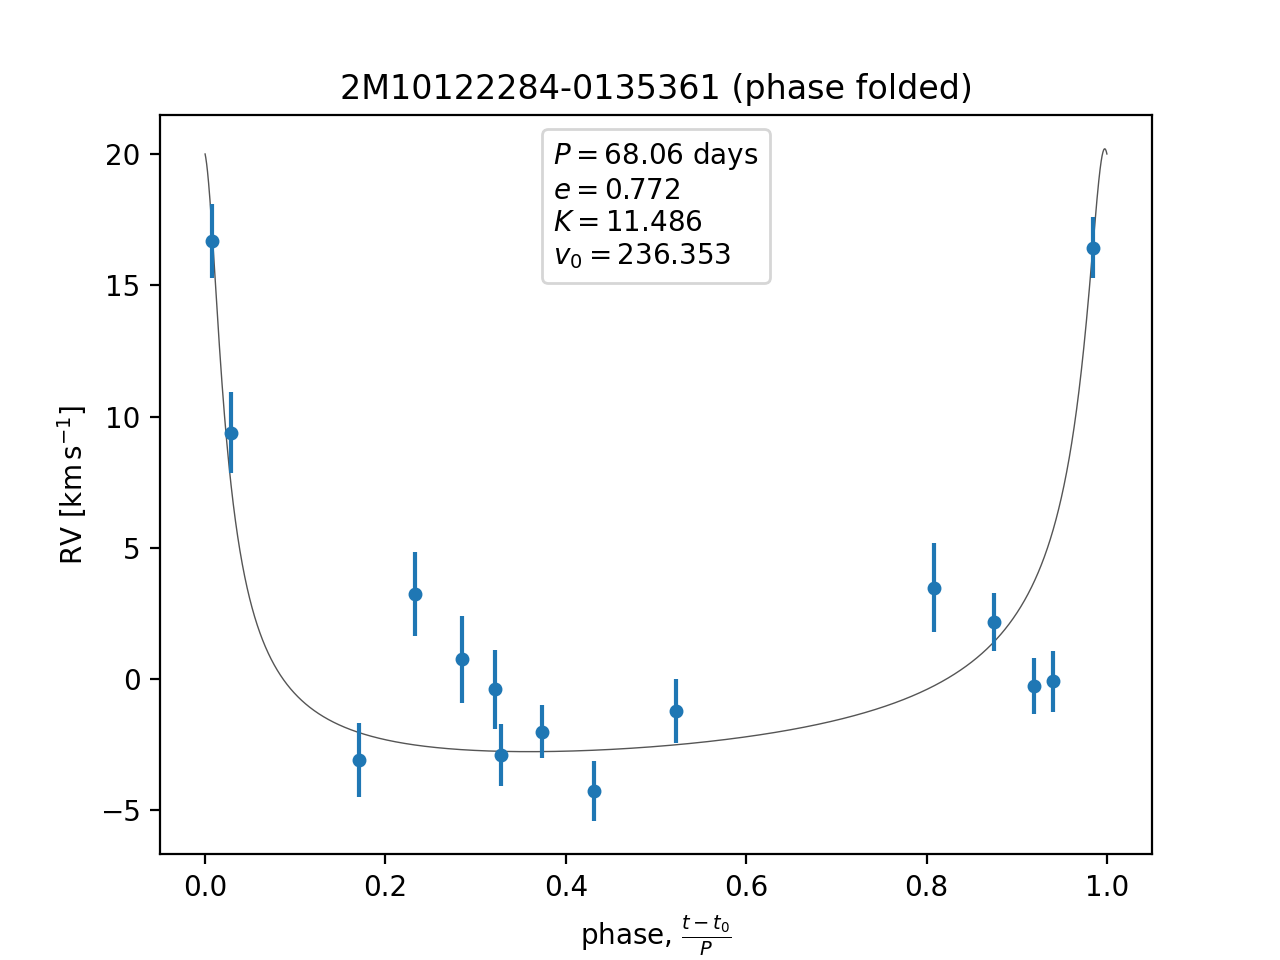 2M10122284-0135361 (phase folded)
P = 68.06 days
e = 0.772
K = 11.486
v₀ = 236.353
20
15
10
5
0
−5
RV [km s⁻¹]
0.0 0.2 0.4 0.6 0.8 1.0
phase, (t − t₀)/P